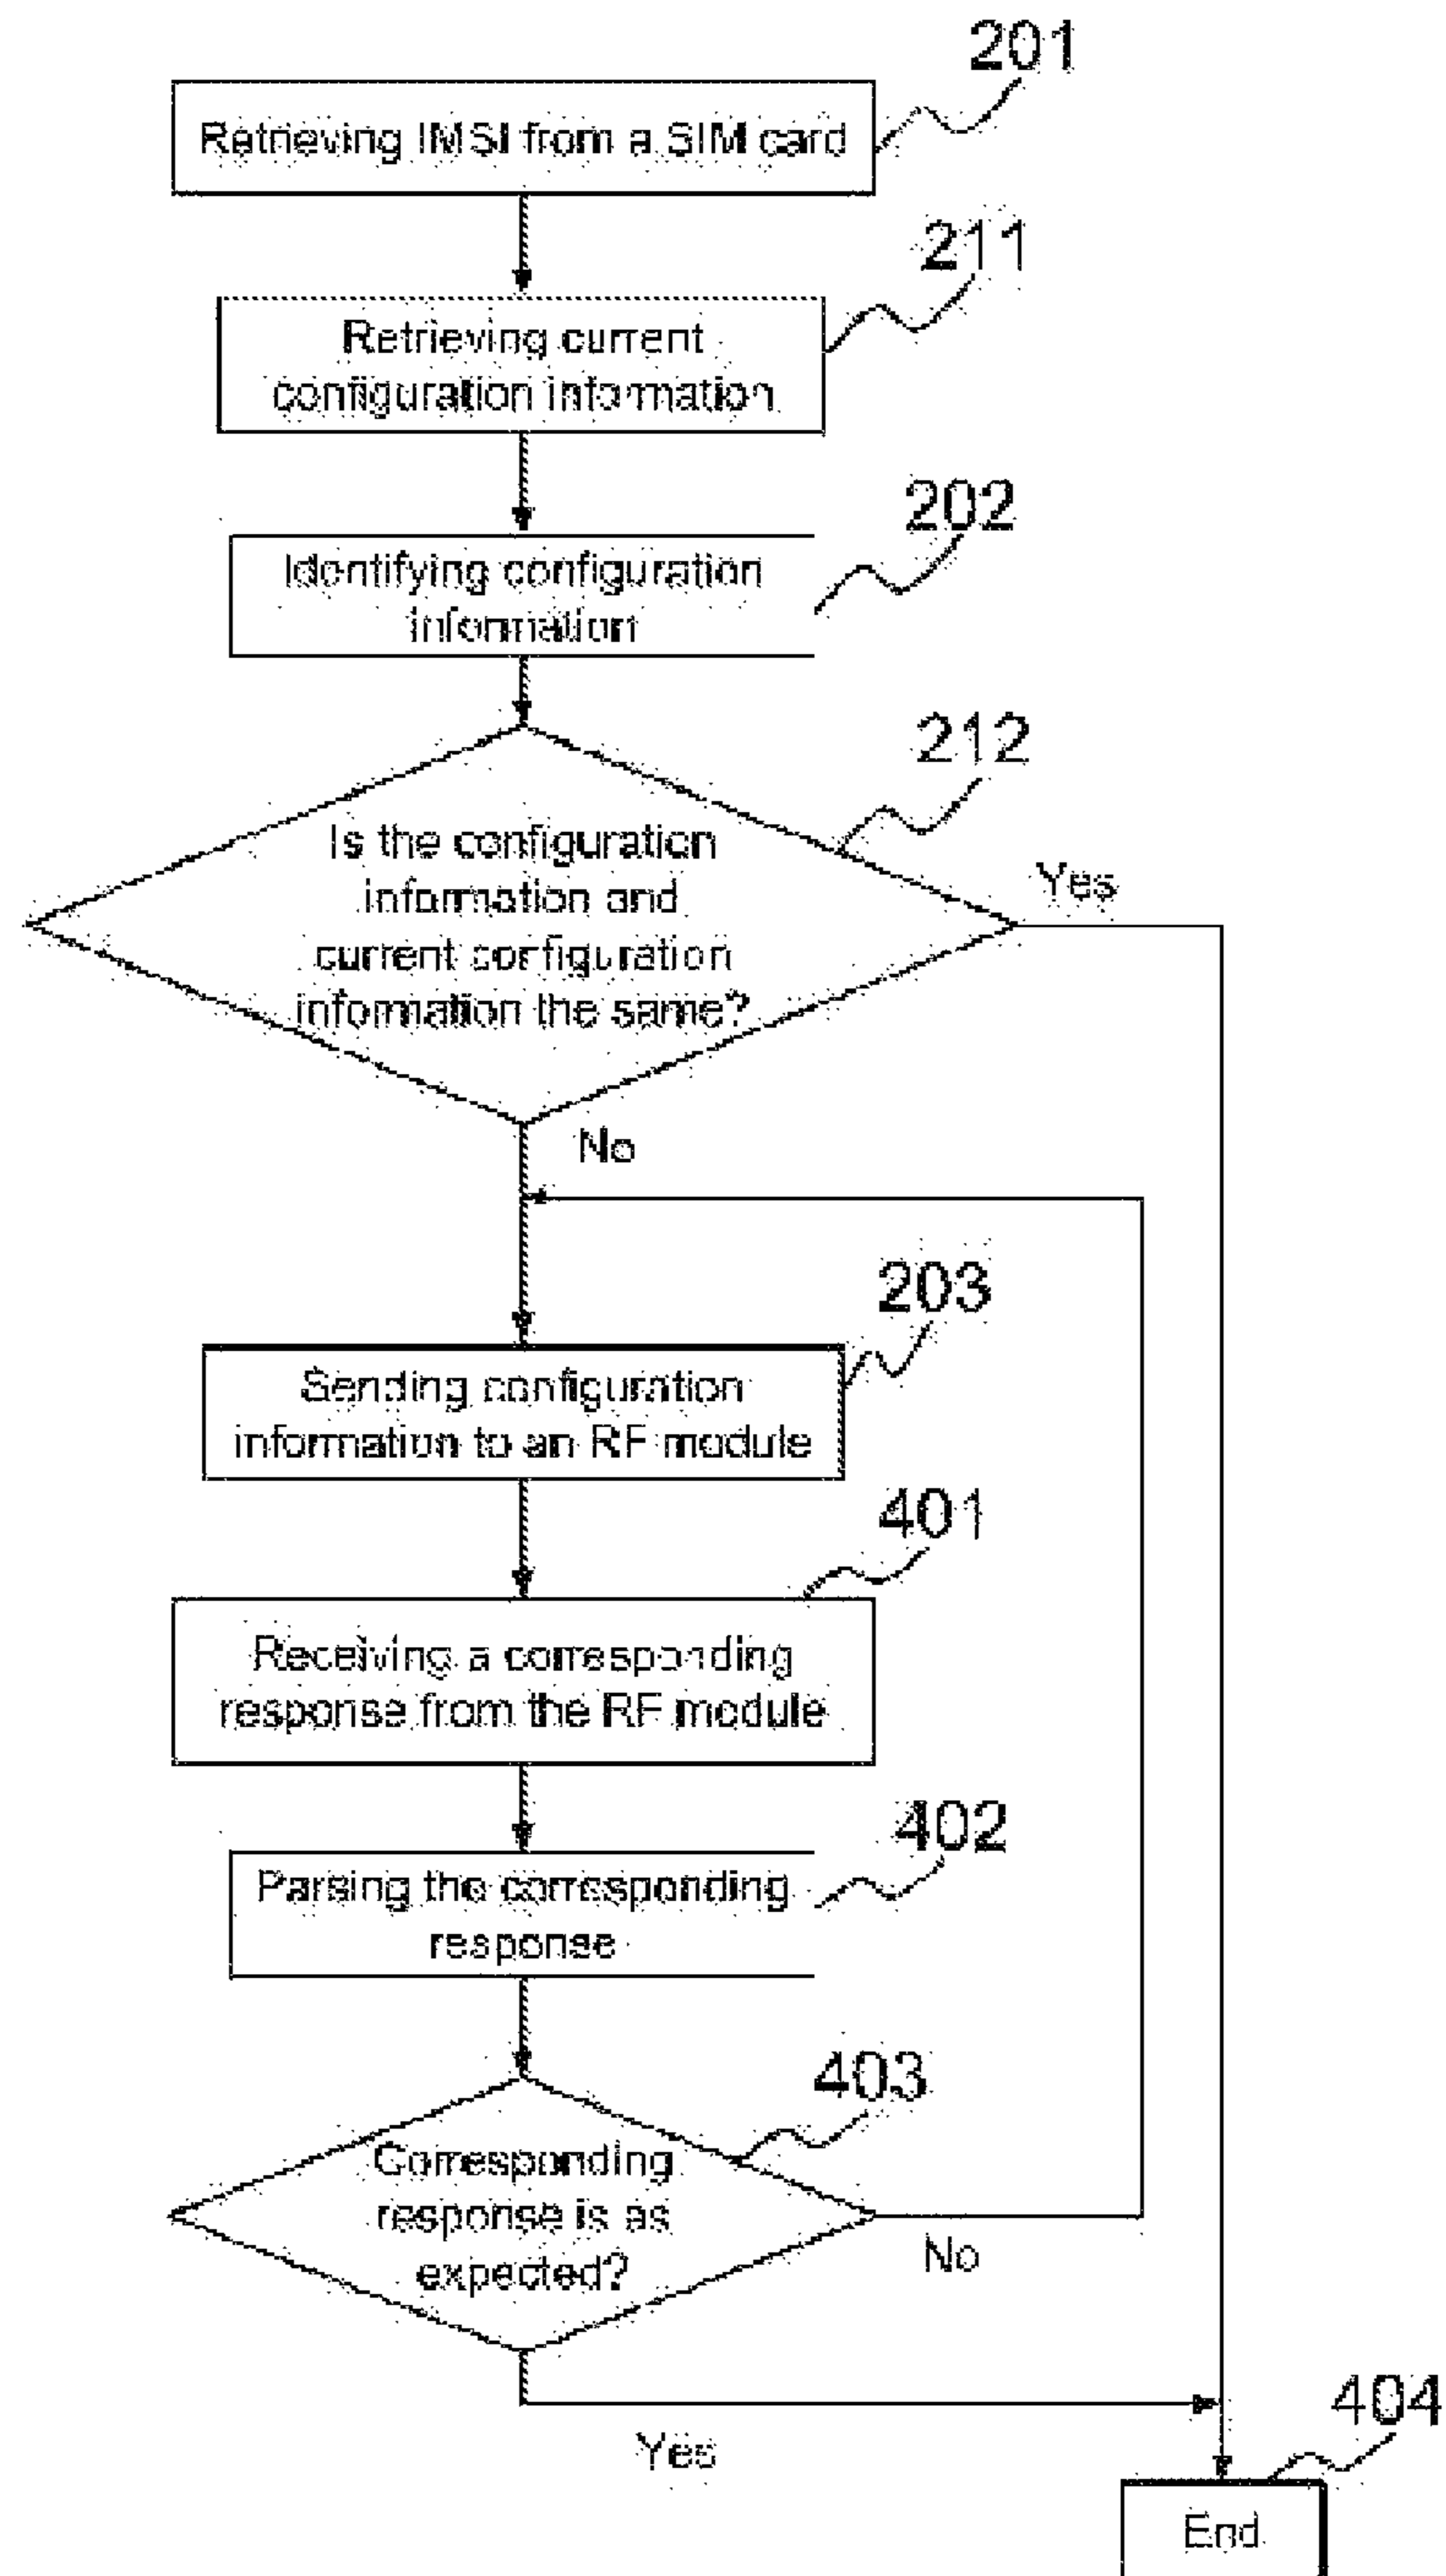 201
Retrieving IMSI from a SIM card
211
Retrieving current
configuration information
202
Identifying configuration
information
212
Is the configuration
information and
current configuration
information the same?
Yes
No
203
Sending configuration
information to an RF module
401
Receiving a corresponding
response from the RF module
402
Parsing the corresponding
response
403
Corresponding
response is as
expected?
No
Yes
404
End